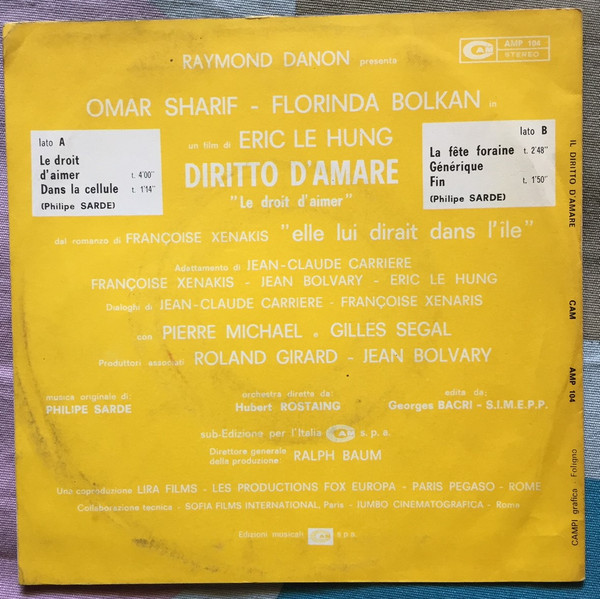 RAYMOND DANON presenta
CAM
AMP 104
STEREO
OMAR SHARIF - FLORINDA BOLKAN in
un film di ERIC LE HUNG
DIRITTO D'AMARE
"Le droit d'aimer"
lato A
Le droit
d'aimer t. 4'00"
Dans la cellule t. 1'14"
(Philipe SARDE)
lato B
La fête foraine t. 2'48"
Générique
Fin t. 1'50"
(Philipe SARDE)
dal romanzo di FRANÇOISE XENAKIS "elle lui dirait dans l'ile"
Adattamento di JEAN-CLAUDE CARRIERE
FRANÇOISE XENAKIS - JEAN BOLVARY - ERIC LE HUNG
Dialoghi di JEAN-CLAUDE CARRIERE - FRANÇOISE XENARIS
con PIERRE MICHAEL e GILLES SEGAL
Produttori associati ROLAND GIRARD - JEAN BOLVARY
musica originale di:
PHILIPE SARDE
orchestra diretta da:
Hubert ROSTAING
edite da:
Georges BACRI - S.I.M.E.P.P.
sub-Edizione per l'Italia CAM s.p.a.
Direttore generale
della produzione: RALPH BAUM
Una coproduzione LIRA FILMS - LES PRODUCTIONS FOX EUROPA - PARIS PEGASO - ROME
Collaborazione tecnica - SOFIA FILMS INTERNATIONAL, Paris - IUMBO CINEMATOGRAFICA - Rome
Edizioni musicali CAM s.p.a.
IL DIRITTO D'AMARE
CAM
AMP 104
CAMPI grafica - Foligno